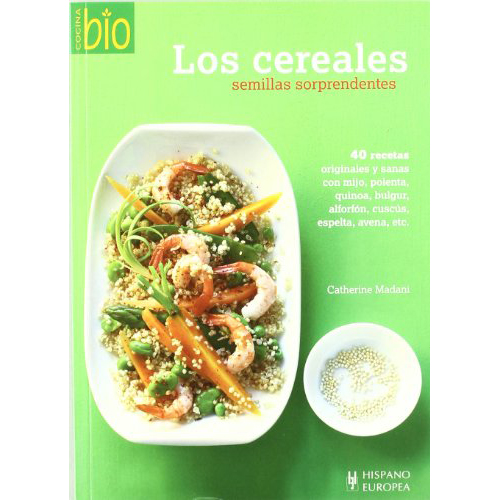 COCINA
bio
Los cereales
semillas sorprendentes
40 recetas
originales y sanas
con mijo, polenta,
quinoa, bulgur,
alforfón, cuscús,
espelta, avena, etc.
Catherine Madani
HISPANO
EUROPEA